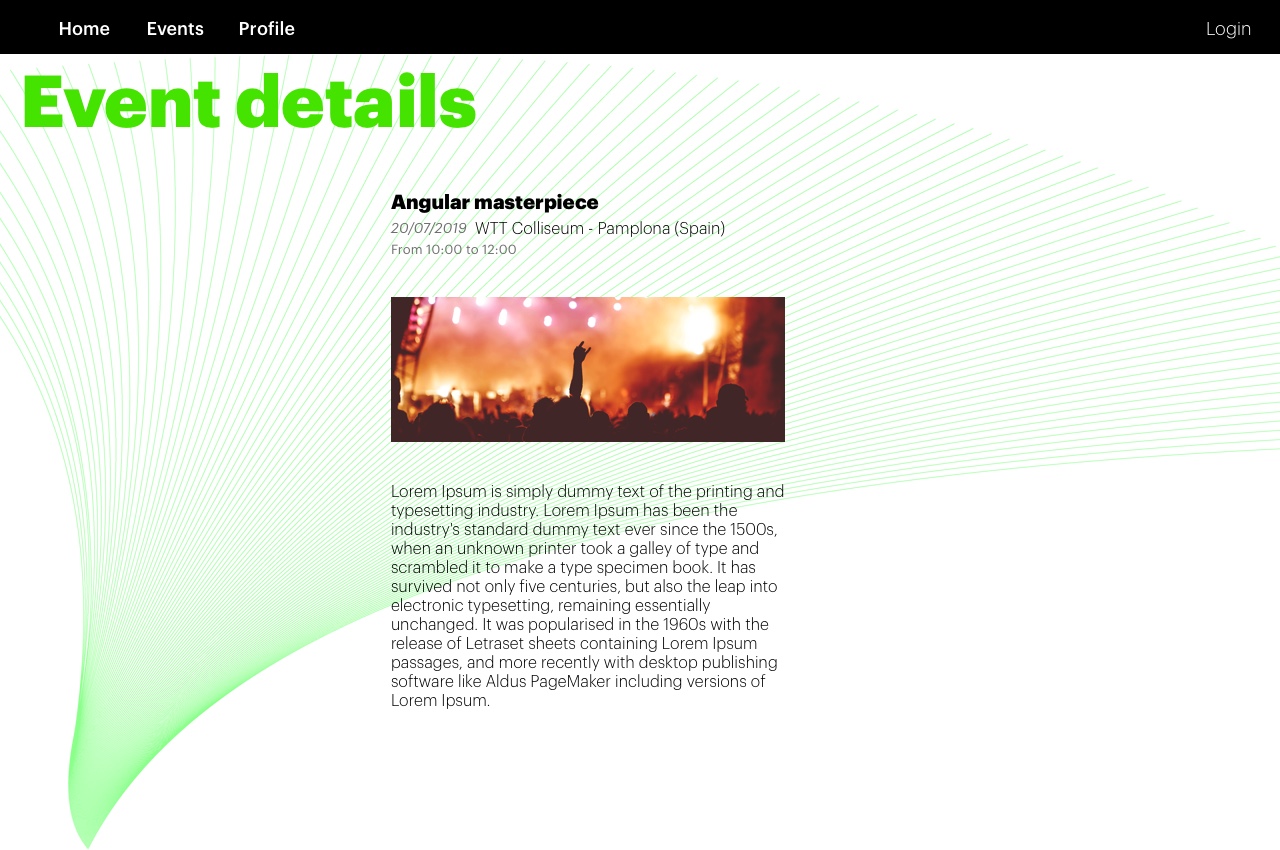 Home Events Profile Login
Event details
Angular masterpiece
20/07/2019 WTT Colliseum - Pamplona (Spain)
From 10:00 to 12:00
Lorem Ipsum is simply dummy text of the printing and
typesetting industry. Lorem Ipsum has been the
industry's standard dummy text ever since the 1500s,
when an unknown printer took a galley of type and
scrambled it to make a type specimen book. It has
survived not only five centuries, but also the leap into
electronic typesetting, remaining essentially
unchanged. It was popularised in the 1960s with the
release of Letraset sheets containing Lorem Ipsum
passages, and more recently with desktop publishing
software like Aldus PageMaker including versions of
Lorem Ipsum.